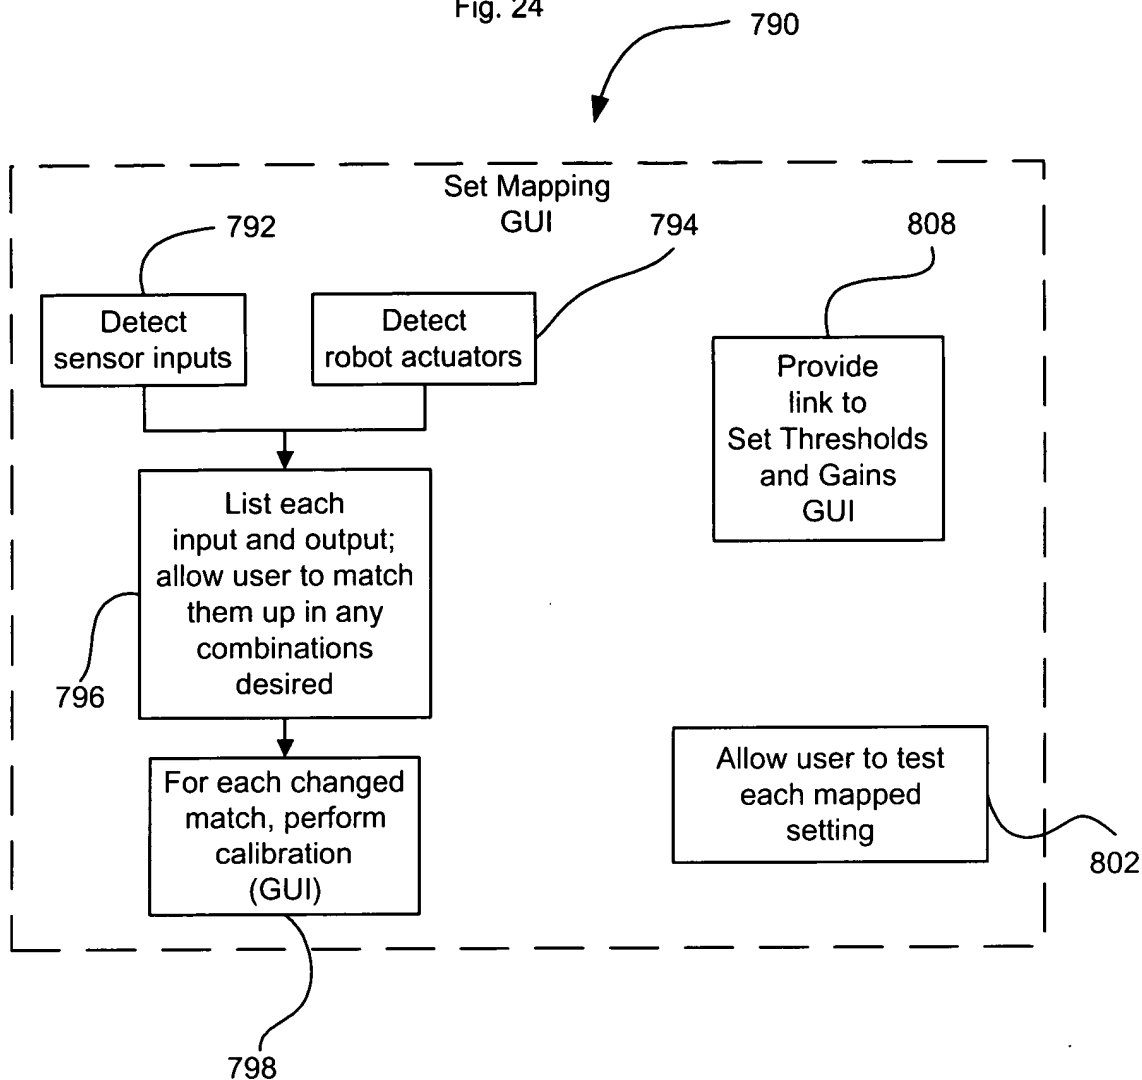 Fig. 24
790
Set Mapping
GUI
792
794
808
Detect
sensor inputs
Detect
robot actuators
Provide
link to
Set Thresholds
and Gains
GUI
List each
input and output;
allow user to match
them up in any
combinations
desired
796
For each changed
match, perform
calibration
(GUI)
Allow user to test
each mapped
setting
802
798